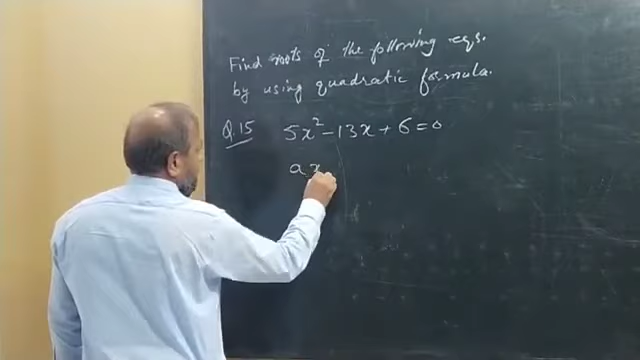 Find roots of the following eqs.
by using quadratic formula.
Q.15 5x² - 13x + 6 = 0
ax